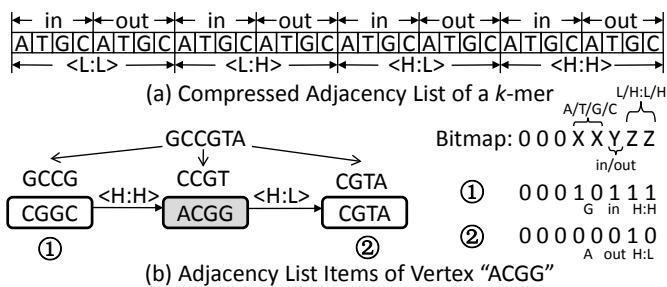 in out in out in out in out
A T G C A T G C A T G C A T G C A T G C A T G C A T G C A T G C
<L:L> <L:H> <H:L> <H:H>
(a) Compressed Adjacency List of a k-mer
GCCGTA
GCCG CCGT CGTA
CGGC <H:H> ACGG <H:L> CGTA
① ②
L/H:L/H
A/T/G/C
Bitmap: 0 0 0 X X Y Z Z
in/out
① 0 0 0 1 0 1 1 1
G in H:H
② 0 0 0 0 0 0 1 0
A out H:L
(b) Adjacency List Items of Vertex “ACGG”